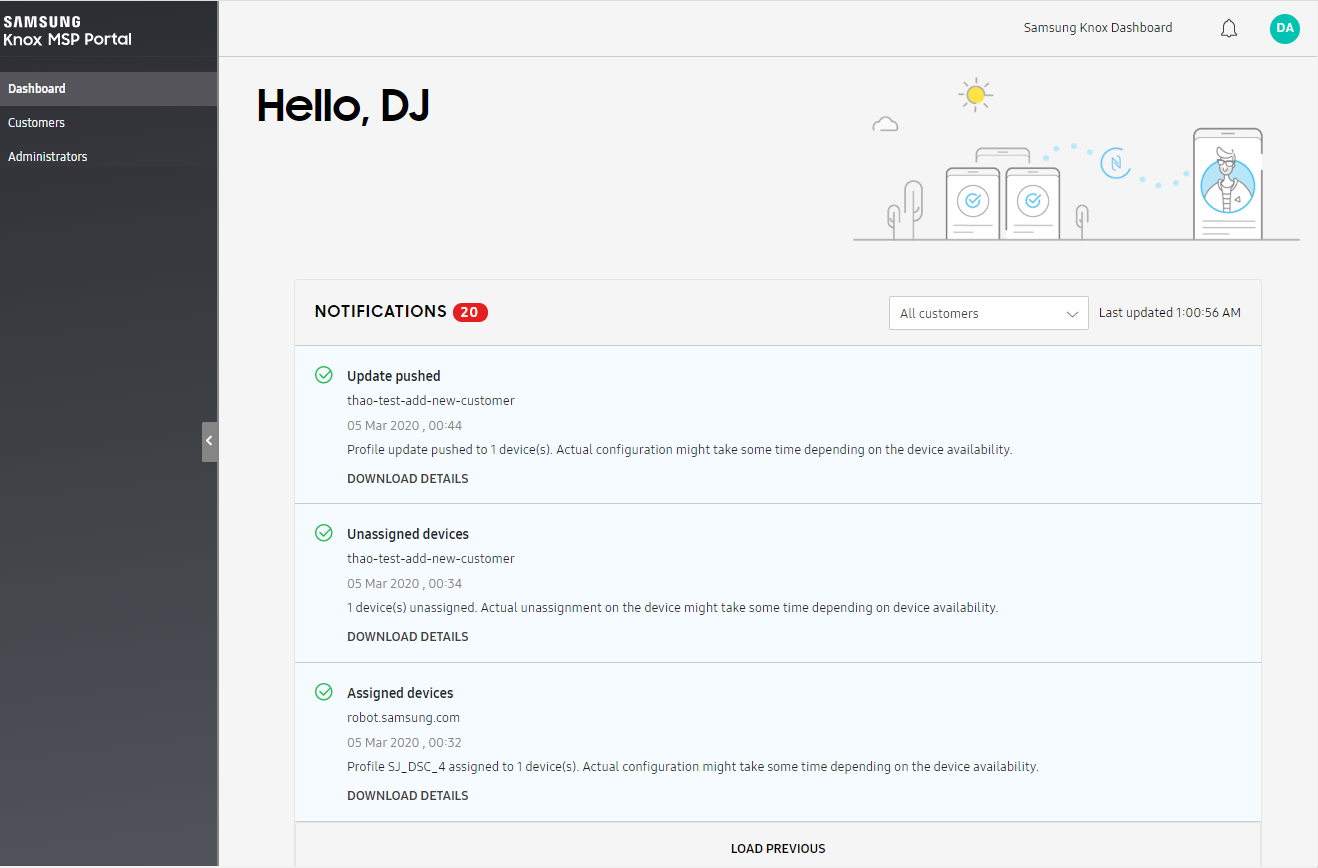 SAMSUNG
Knox MSP Portal
Samsung Knox Dashboard
DA
Dashboard
Customers
Administrators
Hello, DJ
N
NOTIFICATIONS 20
All customers
Last updated 1:00:56 AM
Update pushed
thao-test-add-new-customer
05 Mar 2020 , 00:44
Profile update pushed to 1 device(s). Actual configuration might take some time depending on the device availability.
DOWNLOAD DETAILS
Unassigned devices
thao-test-add-new-customer
05 Mar 2020 , 00:34
1 device(s) unassigned. Actual unassignment on the device might take some time depending on device availability.
DOWNLOAD DETAILS
Assigned devices
robot.samsung.com
05 Mar 2020 , 00:32
Profile SJ_DSC_4 assigned to 1 device(s). Actual configuration might take some time depending on the device availability.
DOWNLOAD DETAILS
LOAD PREVIOUS